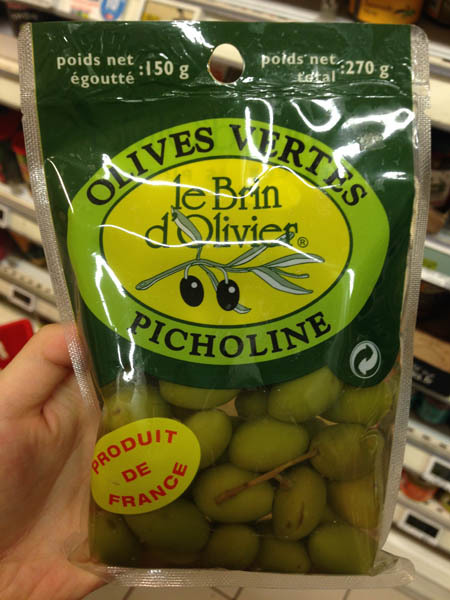 poids net
égoutté :150 g
poids net
total :270 g
OLIVES VERTES
le Brin
d'Olivier®
PICHOLINE
PRODUIT
DE
FRANCE